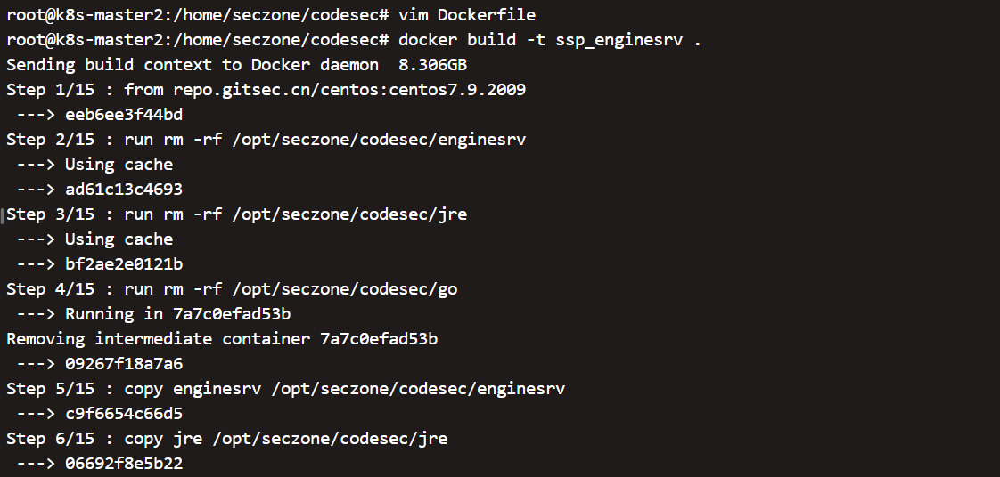 root@k8s-master2:/home/seczone/codesec# vim Dockerfile
root@k8s-master2:/home/seczone/codesec# docker build -t ssp_enginesrv .
Sending build context to Docker daemon  8.306GB
Step 1/15 : from repo.gitsec.cn/centos:centos7.9.2009
 ---> eeb6ee3f44bd
Step 2/15 : run rm -rf /opt/seczone/codesec/enginesrv
 ---> Using cache
 ---> ad61c13c4693
Step 3/15 : run rm -rf /opt/seczone/codesec/jre
 ---> Using cache
 ---> bf2ae2e0121b
Step 4/15 : run rm -rf /opt/seczone/codesec/go
 ---> Running in 7a7c0efad53b
Removing intermediate container 7a7c0efad53b
 ---> 09267f18a7a6
Step 5/15 : copy enginesrv /opt/seczone/codesec/enginesrv
 ---> c9f6654c66d5
Step 6/15 : copy jre /opt/seczone/codesec/jre
 ---> 06692f8e5b22